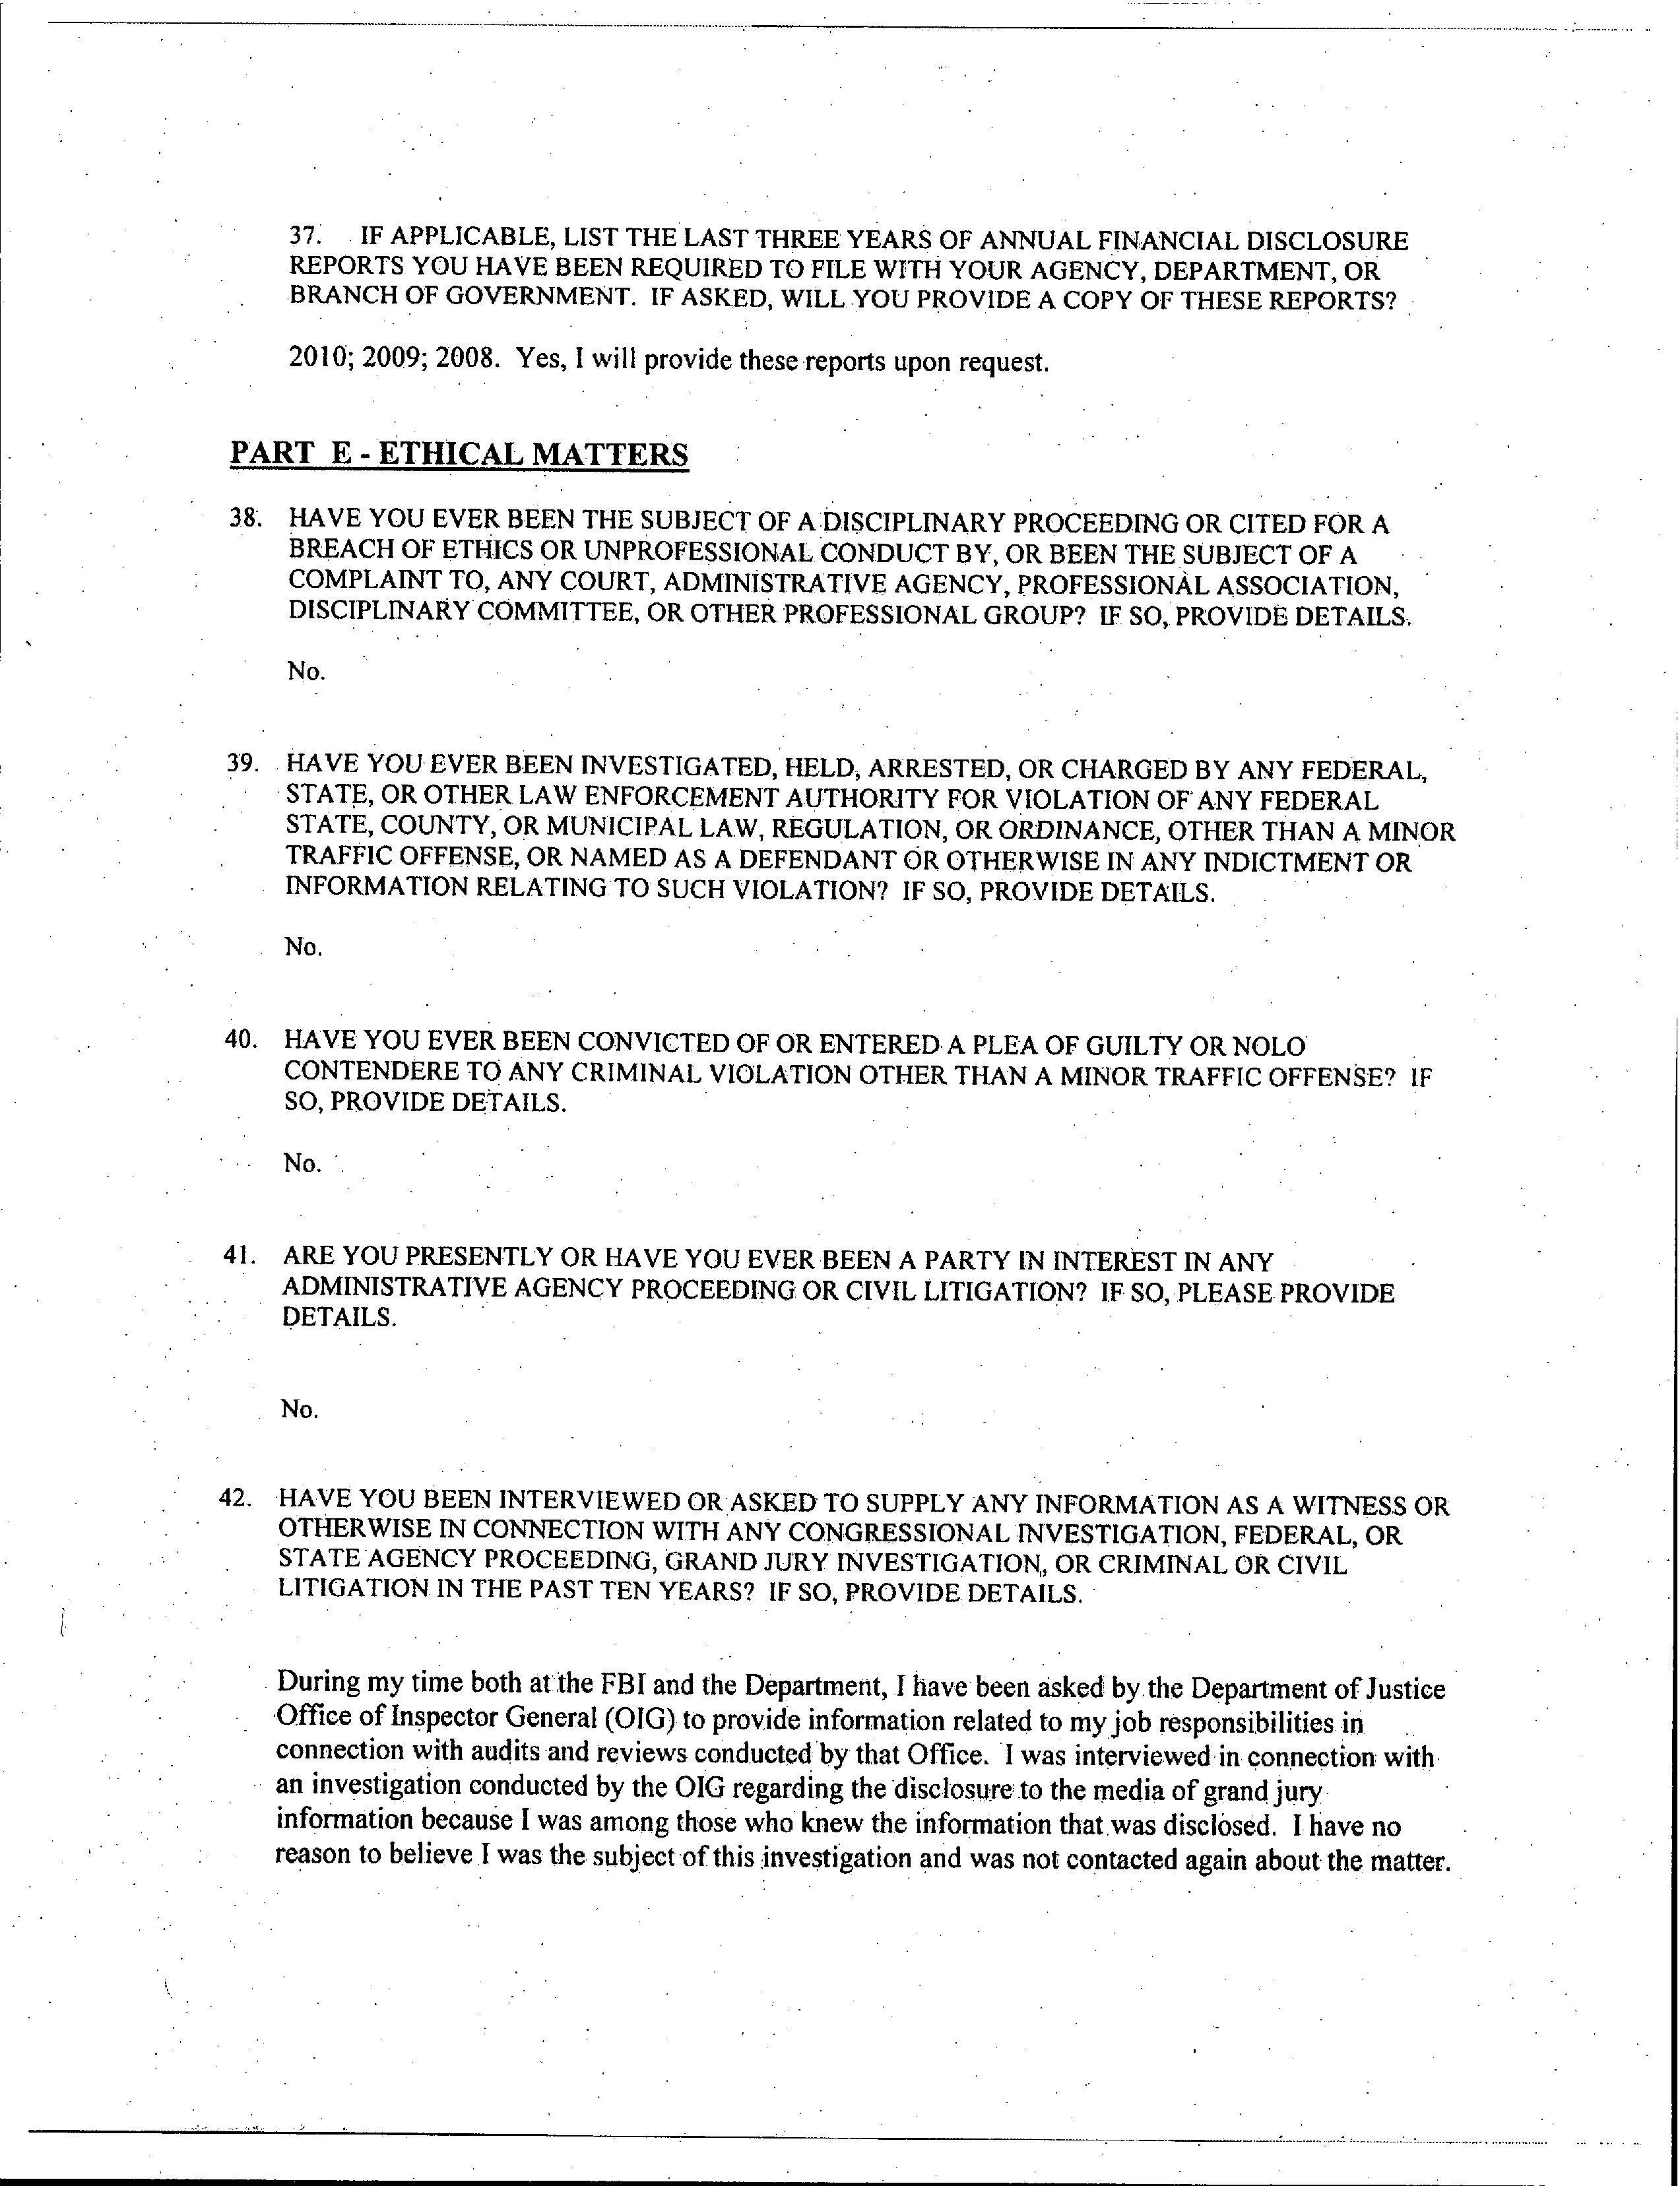 37. IF APPLICABLE, LIST THE LAST THREE YEARS OF ANNUAL FINANCIAL DISCLOSURE
REPORTS YOU HAVE BEEN REQUIRED TO FILE WITH YOUR AGENCY, DEPARTMENT, OR
BRANCH OF GOVERNMENT. IF ASKED, WILL YOU PROVIDE A COPY OF THESE REPORTS?
2010; 2009; 2008. Yes, I will provide these reports upon request.
PART E - ETHICAL MATTERS
38. HAVE YOU EVER BEEN THE SUBJECT OF A DISCIPLINARY PROCEEDING OR CITED FOR A
BREACH OF ETHICS OR UNPROFESSIONAL CONDUCT BY, OR BEEN THE SUBJECT OF A
COMPLAINT TO, ANY COURT, ADMINISTRATIVE AGENCY, PROFESSIONAL ASSOCIATION,
DISCIPLINARY COMMITTEE, OR OTHER PROFESSIONAL GROUP? IF SO, PROVIDE DETAILS.
No.
39. HAVE YOU EVER BEEN INVESTIGATED, HELD, ARRESTED, OR CHARGED BY ANY FEDERAL,
STATE, OR OTHER LAW ENFORCEMENT AUTHORITY FOR VIOLATION OF ANY FEDERAL
STATE, COUNTY, OR MUNICIPAL LAW, REGULATION, OR ORDINANCE, OTHER THAN A MINOR
TRAFFIC OFFENSE, OR NAMED AS A DEFENDANT OR OTHERWISE IN ANY INDICTMENT OR
INFORMATION RELATING TO SUCH VIOLATION? IF SO, PROVIDE DETAILS.
No.
40. HAVE YOU EVER BEEN CONVICTED OF OR ENTERED A PLEA OF GUILTY OR NOLO
CONTENDERE TO ANY CRIMINAL VIOLATION OTHER THAN A MINOR TRAFFIC OFFENSE? IF
SO, PROVIDE DETAILS.
No.
41. ARE YOU PRESENTLY OR HAVE YOU EVER BEEN A PARTY IN INTEREST IN ANY
ADMINISTRATIVE AGENCY PROCEEDING OR CIVIL LITIGATION? IF SO, PLEASE PROVIDE
DETAILS.
No.
42. HAVE YOU BEEN INTERVIEWED OR ASKED TO SUPPLY ANY INFORMATION AS A WITNESS OR
OTHERWISE IN CONNECTION WITH ANY CONGRESSIONAL INVESTIGATION, FEDERAL, OR
STATE AGENCY PROCEEDING, GRAND JURY INVESTIGATION,, OR CRIMINAL OR CIVIL
LITIGATION IN THE PAST TEN YEARS? IF SO, PROVIDE DETAILS.
During my time both at the FBI and the Department, I have been asked by the Department of Justice
Office of Inspector General (OIG) to provide information related to my job responsibilities in
connection with audits and reviews conducted by that Office. I was interviewed in connection with
an investigation conducted by the OIG regarding the disclosure to the media of grand jury
information because I was among those who knew the information that was disclosed. I have no
reason to believe I was the subject of this investigation and was not contacted again about the matter.